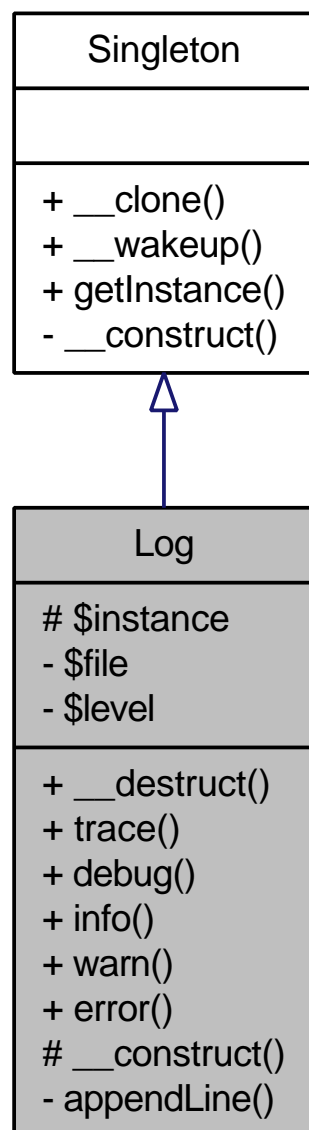 Singleton
+ __clone()
+ __wakeup()
+ getInstance()
- __construct()
Log
# $instance
- $file
- $level
+ __destruct()
+ trace()
+ debug()
+ info()
+ warn()
+ error()
# __construct()
- appendLine()